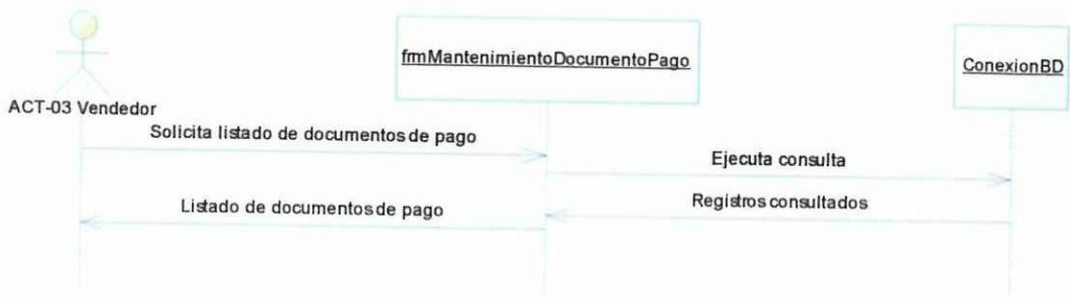 frmMantenimientoDocumentoPago
ConexionBD
ACT-03 Vendedor
Solicita listado de documentos de pago
Ejecuta consulta
Registros consultados
Listado de documentos de pago